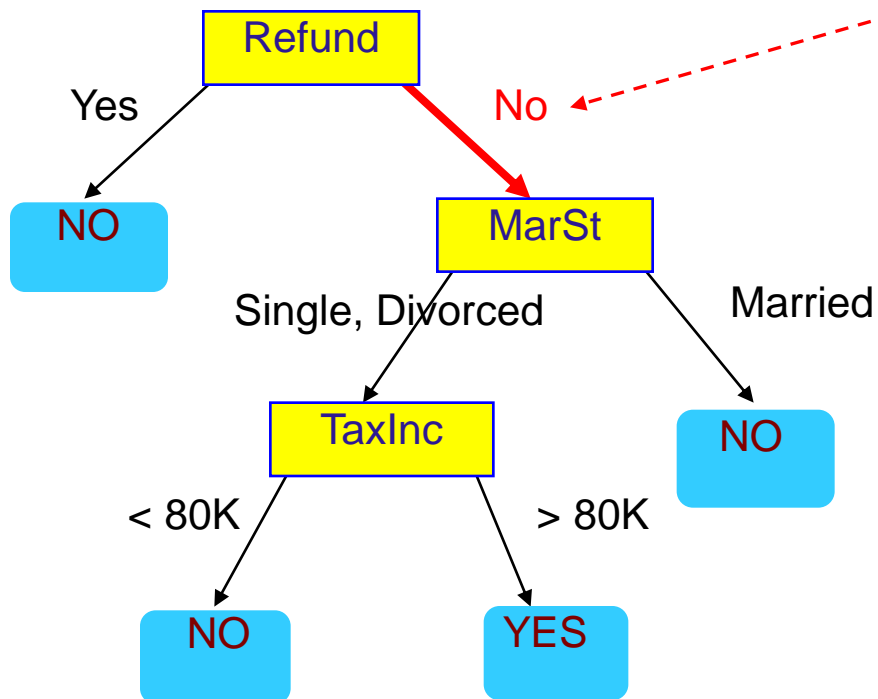 Refund
Yes
No
NO
MarSt
Single, Divorced
Married
TaxInc
NO
< 80K
> 80K
NO
YES